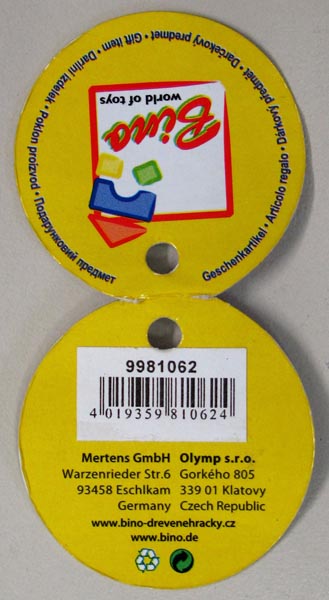 Geschenkartikel • Articolo regalo • Dárkový předmět • Darčekový predmet • Gift item • Darilni izdelek • Poklon proizvod • Подарунковий предмет
Bino
world of toys
9981062
4 019359 810624
Mertens GmbH Olymp s.r.o.
Warzenrieder Str.6 Gorkého 805
93458 Eschlkam 339 01 Klatovy
Germany Czech Republic
www.bino-drevenehracky.cz
www.bino.de